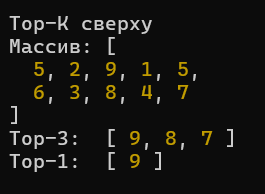 Top-K сверху
Массив: [
  5, 2, 9, 1, 5,
  6, 3, 8, 4, 7
]
Top-3:  [ 9, 8, 7 ]
Top-1:  [ 9 ]